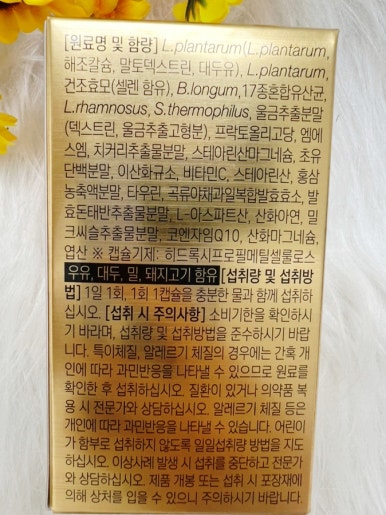 [원료명 및 함량] L.plantarum(L.plantarum,
해조칼슘, 말토덱스트린, 대두유), L.plantarum,
건조효모(셀렌 함유), B.longum, 17종혼합유산균,
L.rhamnosus, S.thermophilus, 울금추출분말
(덱스트린, 울금추출고형분), 프락토올리고당, 엠에
스엠, 치커리추출물분말, 스테아린산마그네슘, 초유
단백분말, 이산화규소, 비타민C, 스테아린산, 홍삼
농축액분말, 타우린, 곡류야채과일복합발효효소, 발
효돈태반추출물분말, L-아스파트산, 산화아연, 밀
크씨슬추출물분말, 코엔자임Q10, 산화마그네슘,
엽산 ※ 캡슐기제: 히드록시프로필메틸셀룰로스
우유, 대두, 밀, 돼지고기 함유 [섭취량 및 섭취방
법] 1일 1회, 1회 1캡슐을 충분한 물과 함께 섭취하
십시오. [섭취 시 주의사항] 소비기한을 확인하시
기 바라며, 섭취량 및 섭취방법을 준수하시기 바랍
니다. 특이체질, 알레르기 체질의 경우에는 간혹 개
인에 따라 과민반응을 나타낼 수 있으므로 원료를
확인한 후 섭취하십시오. 질환이 있거나 의약품 복
용 시 전문가와 상담하십시오. 알레르기 체질 등은
개인에 따라 과민반응을 나타낼 수 있습니다. 어린이
가 함부로 섭취하지 않도록 일일섭취량 방법을 지도
하십시오. 이상사례 발생 시 섭취를 중단하고 전문가
와 상담하십시오. 제품 개봉 또는 섭취 시 포장재에
의해 상처를 입을 수 있으니 주의하시기 바랍니다.